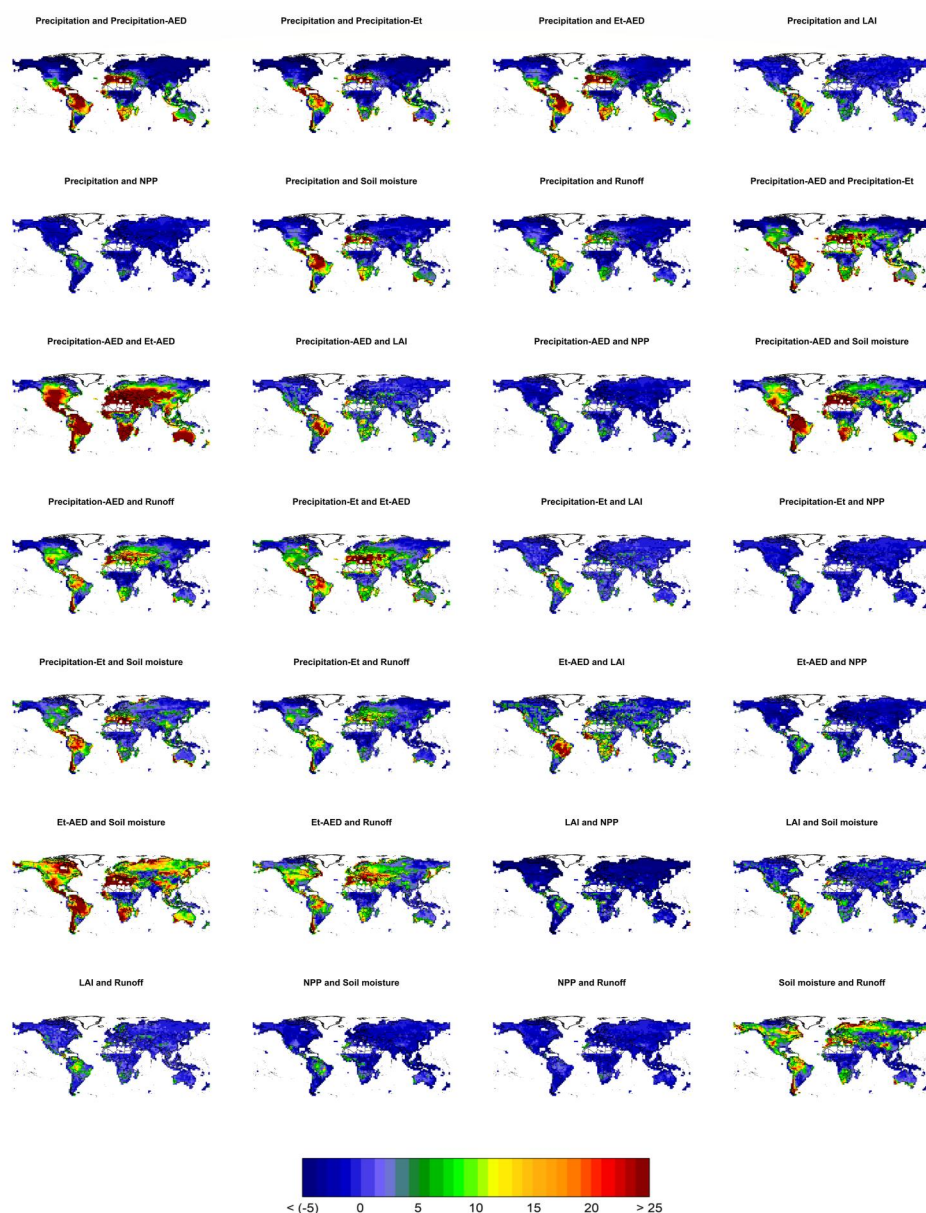 Precipitation and Precipitation-AED
Precipitation and Precipitation-Et
Precipitation and Et-AED
Precipitation and LAI
Precipitation and NPP
Precipitation and Soil moisture
Precipitation and Runoff
Precipitation-AED and Precipitation-Et
Precipitation-AED and Et-AED
Precipitation-AED and LAI
Precipitation-AED and NPP
Precipitation-AED and Soil moisture
Precipitation-AED and Runoff
Precipitation-Et and Et-AED
Precipitation-Et and LAI
Precipitation-Et and NPP
Precipitation-Et and Soil moisture
Precipitation-Et and Runoff
Et-AED and LAI
Et-AED and NPP
Et-AED and Soil moisture
Et-AED and Runoff
LAI and NPP
LAI and Soil moisture
LAI and Runoff
NPP and Soil moisture
NPP and Runoff
Soil moisture and Runoff
< (-5) 0 5 10 15 20 > 25